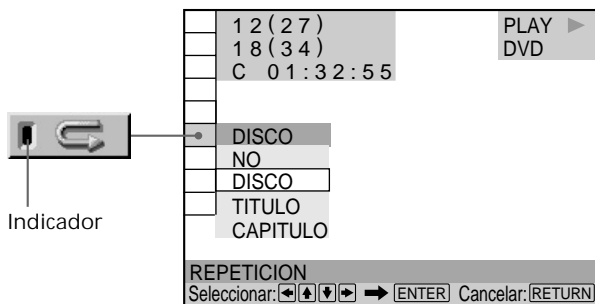 12(27)
18(34)
C 01:32:55
PLAY
DVD
DISCO
NO
DISCO
TITULO
CAPITULO
Indicador
REPETICION
Seleccionar: ENTER Cancelar: RETURN